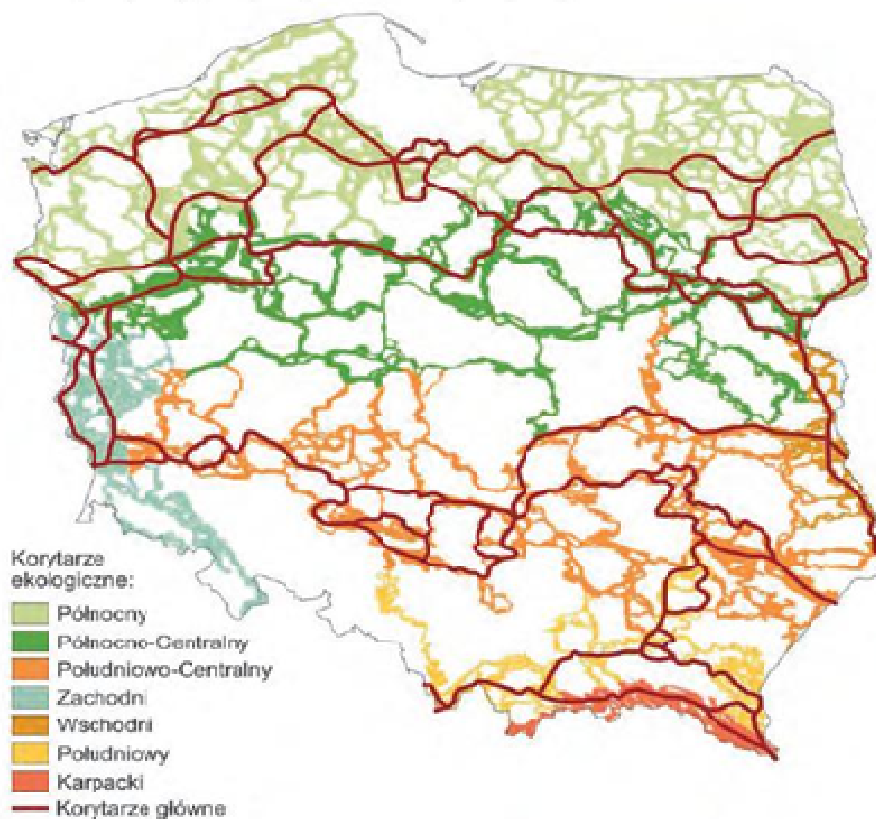 Korytarze
ekologiczne:
Północny
Północno-Centralny
Południowo-Centralny
Zachodni
Wschodni
Południowy
Karpacki
Korytarze główne